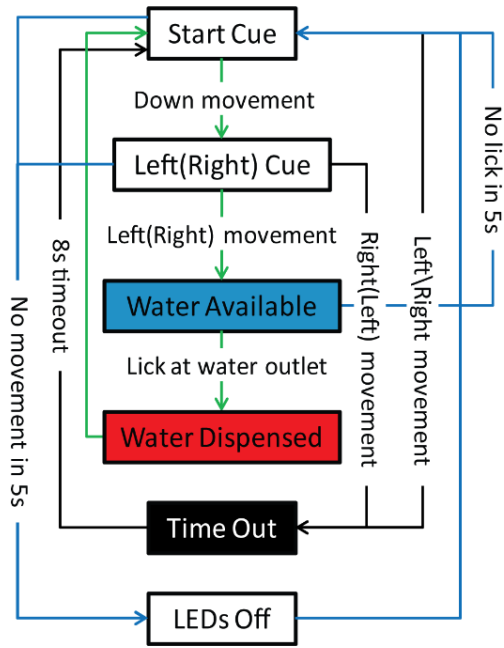 Start Cue
Down movement
Left(Right) Cue
Left(Right) movement
Water Available
Lick at water outlet
Water Dispensed
Time Out
LEDs Off
No movement in 5s
8s timeout
Right(Left) movement
Left\Right movement
No lick in 5s